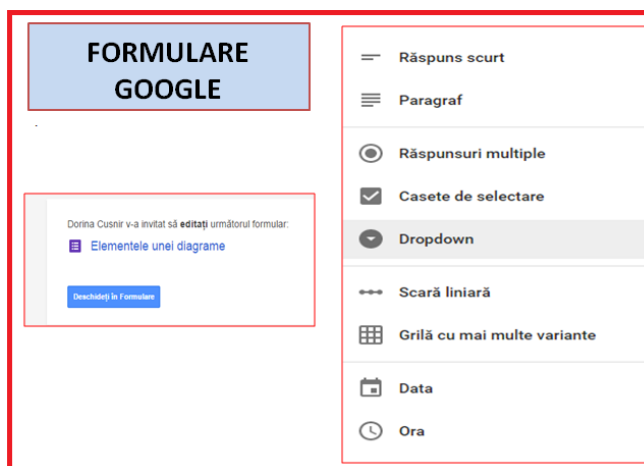 FORMULARE
GOOGLE
Dorina Cusnir v-a invitat să editați următorul formular:
Elementele unei diagrame
Deschideți în Formulare
Răspuns scurt
Paragraf
Răspunsuri multiple
Casete de selectare
Dropdown
Scară liniară
Grilă cu mai multe variante
Data
Ora